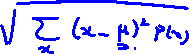 √(∑ₓ (x - μ)² P(x))